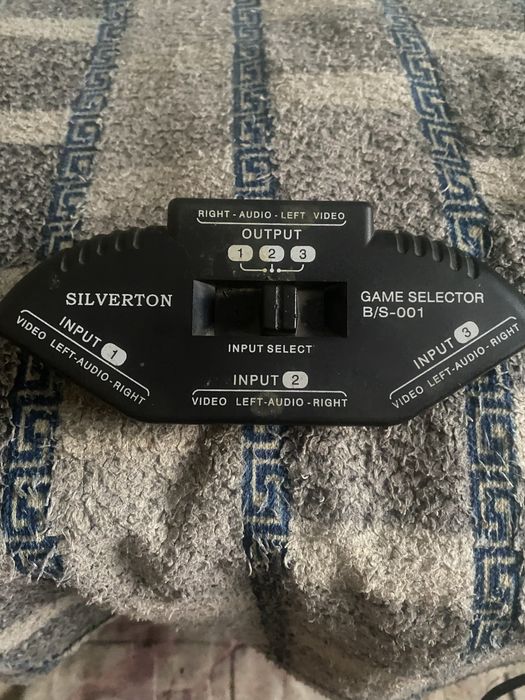 RIGHT - AUDIO - LEFT VIDEO
OUTPUT
1 2 3
SILVERTON
GAME SELECTOR
B/S-001
INPUT SELECT
INPUT 1
VIDEO LEFT-AUDIO-RIGHT
INPUT 2
VIDEO LEFT-AUDIO-RIGHT
INPUT 3
VIDEO LEFT-AUDIO-RIGHT